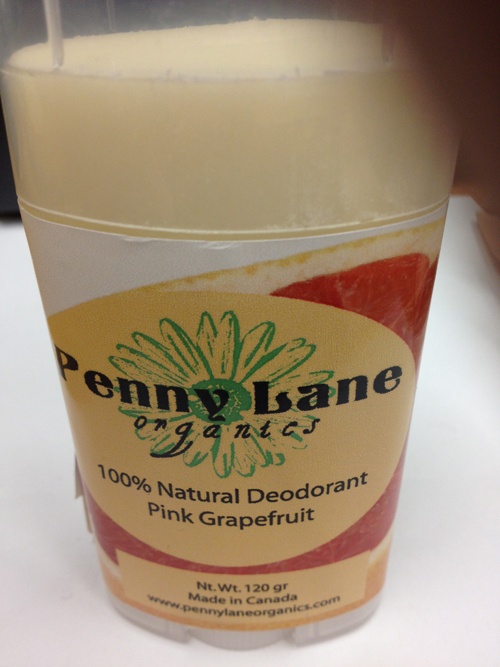 Penny Lane
organics
100% Natural Deodorant
Pink Grapefruit
Nt. Wt. 120 gr
Made in Canada
www.pennylaneorganics.com